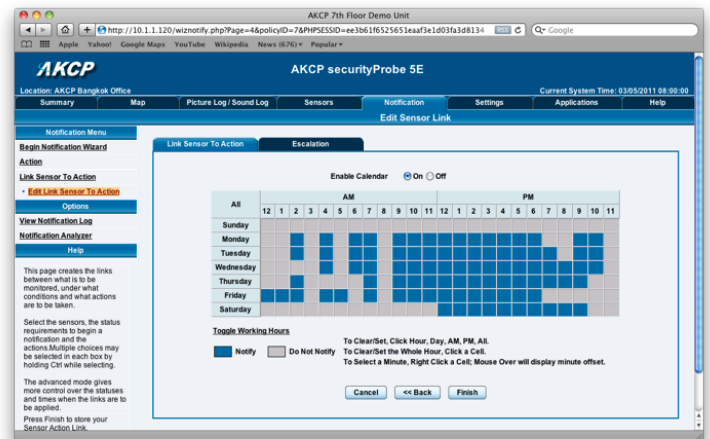 AKCP 7th Floor Demo Unit
http://10.1.1.120/wiznotify.php?Page=4&policyID=7&PHPSESSID=ee3b61f6525651eaaf3e1d03fa3d8134 RSS Google
Apple Yahoo! Google Maps YouTube Wikipedia News (676) Popular
AKCP AKCP securityProbe 5E
Location: AKCP Bangkok Office Current System Time: 03/05/2011 08:00:00
Summary Map Picture Log / Sound Log Sensors Notification Settings Applications Help
Edit Sensor Link
Notification Menu
Begin Notification Wizard
Action
Link Sensor To Action
Edit Link Sensor To Action
Options
View Notification Log
Notification Analyzer
Help
This page creates the links
between what is to be
monitored, under what
conditions and what actions
are to be taken.
Select the sensors, the status
requirements to begin a
notification and the
actions.Multiple choices may
be selected in each box by
holding Ctrl while selecting.
The advanced mode gives
more control over the statuses
and times when the links are to
be applied.
Press Finish to store your
Sensor Action Link.
Link Sensor To Action Escalation
Enable Calendar On Off
All AM PM
12 1 2 3 4 5 6 7 8 9 10 11 12 1 2 3 4 5 6 7 8 9 10 11
Sunday
Monday
Tuesday
Wednesday
Thursday
Friday
Saturday
Toggle Working Hours
Notify Do Not Notify
To Clear/Set, Click Hour, Day, AM, PM, All.
To Clear/Set the Whole Hour, Click a Cell.
To Select a Minute, Right Click a Cell; Mouse Over will display minute offset.
Cancel << Back Finish